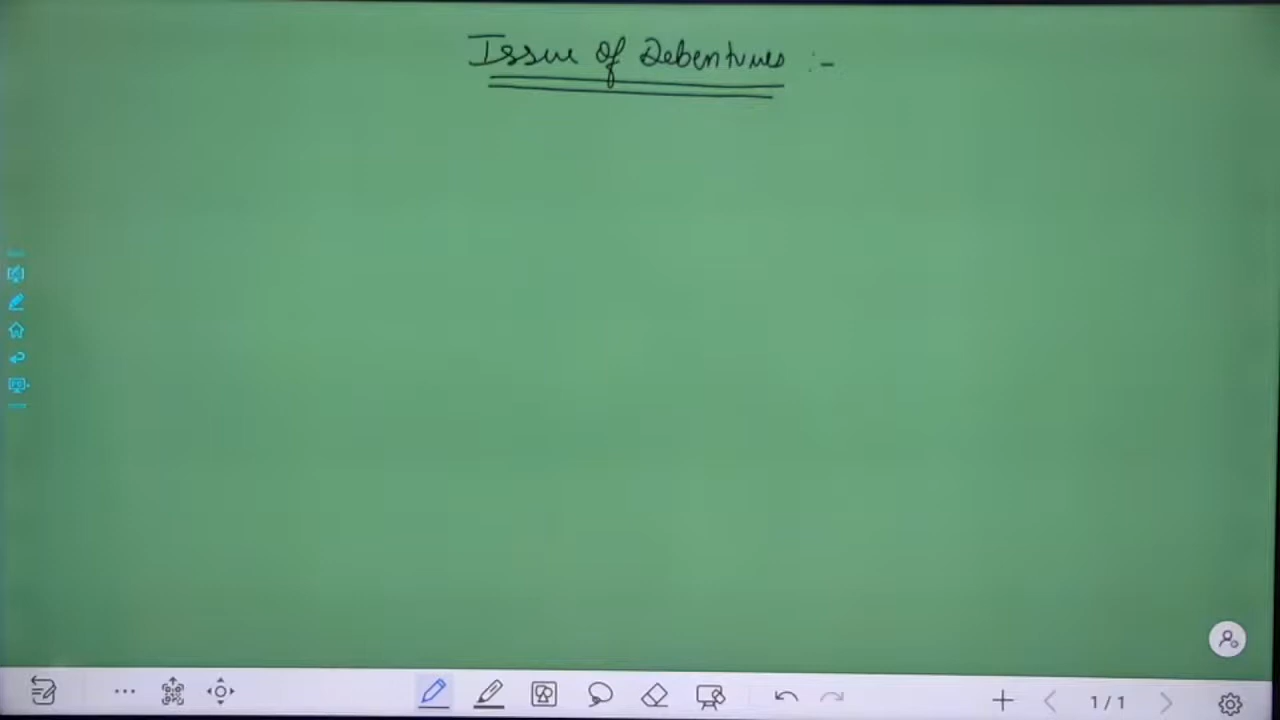 Issue of Debentures :-
1/1